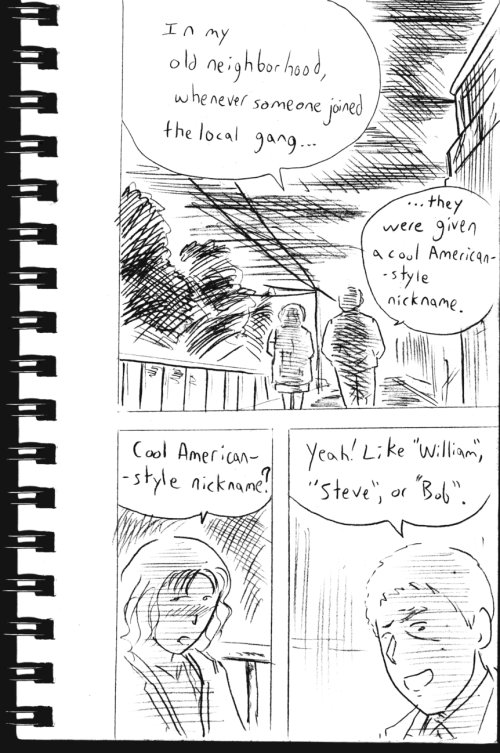 In my
old neighborhood,
whenever someone joined
the local gang...
...they
were given
a cool American-
-style
nickname.
Cool American-
-style nickname?
Yeah! Like "William",
"Steve", or "Bob".